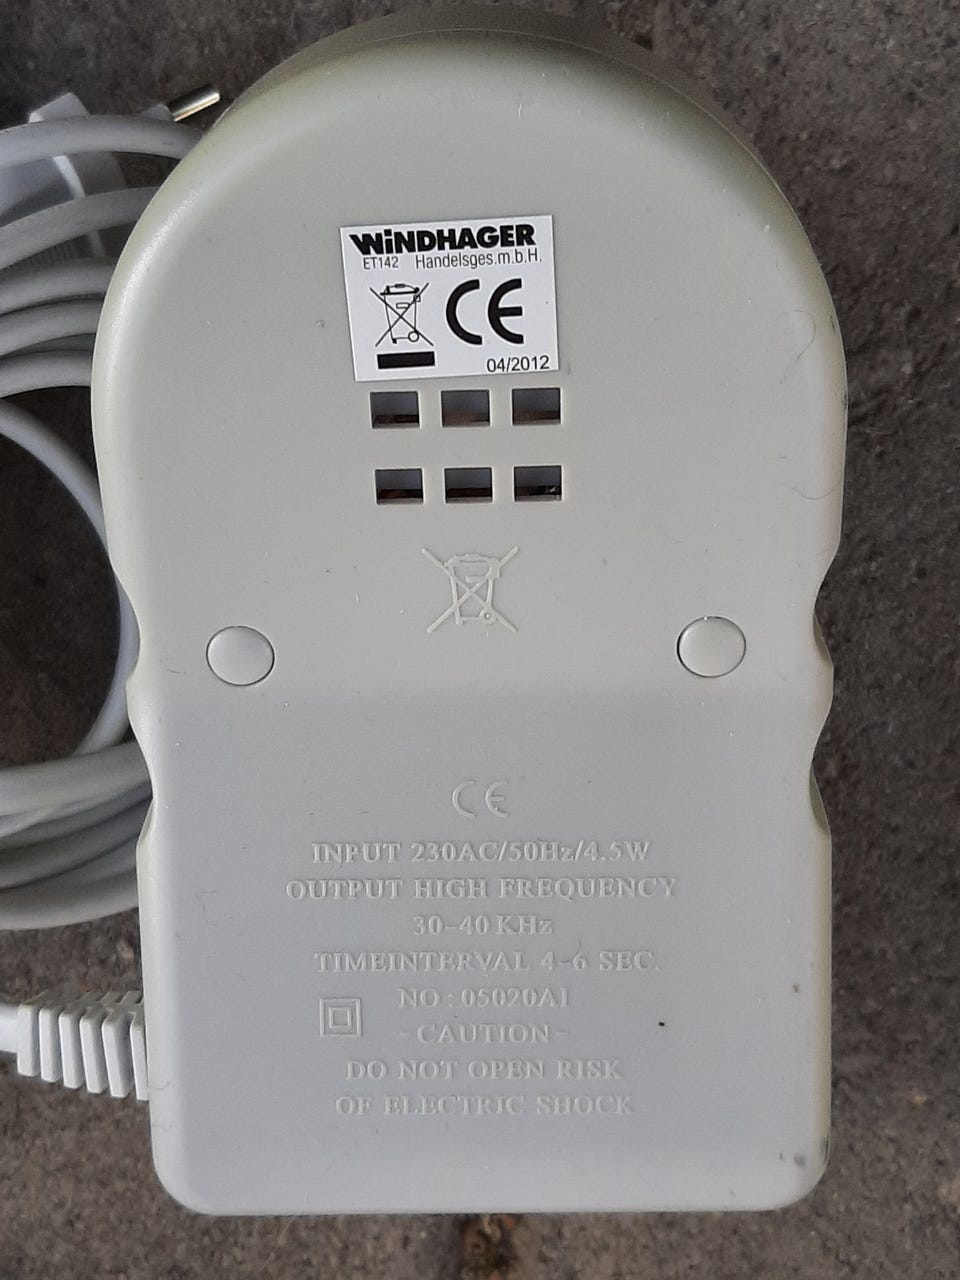 WiNDHAGER
ET142 Handelsges.m.b.H.
CE
04/2012
CE
INPUT 230AC/50Hz/4.5W
OUTPUT HIGH FREQUENCY
30-40 KHz
TIMEINTERVAL 4-6 SEC.
NO : 05020A1
-CAUTION-
DO NOT OPEN RISK
OF ELECTRIC SHOCK